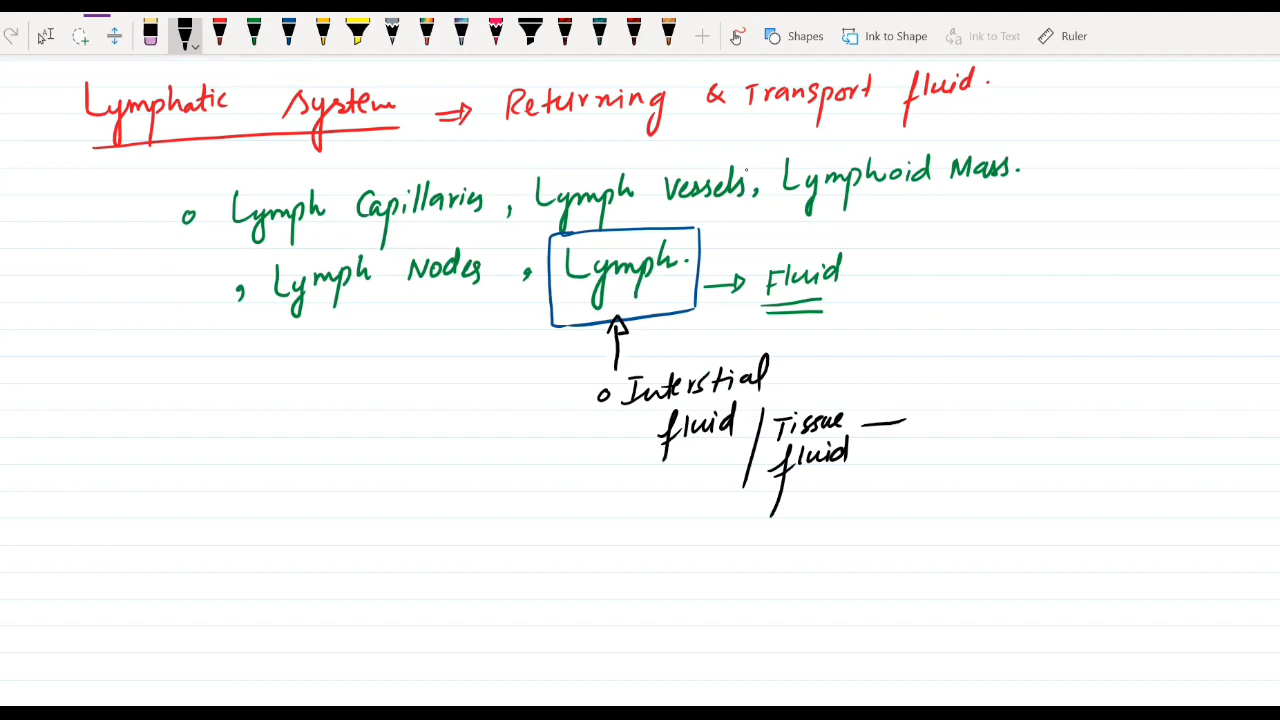 Shapes Ink to Shape Ink to Text Ruler
Lymphatic system ⇒ Returning & Transport fluid.
o Lymph Capillaries, Lymph Vessels, Lymphoid Mass.
, Lymph Nodes, Lymph. → Fluid
o Interstial
fluid / Tissue —
fluid